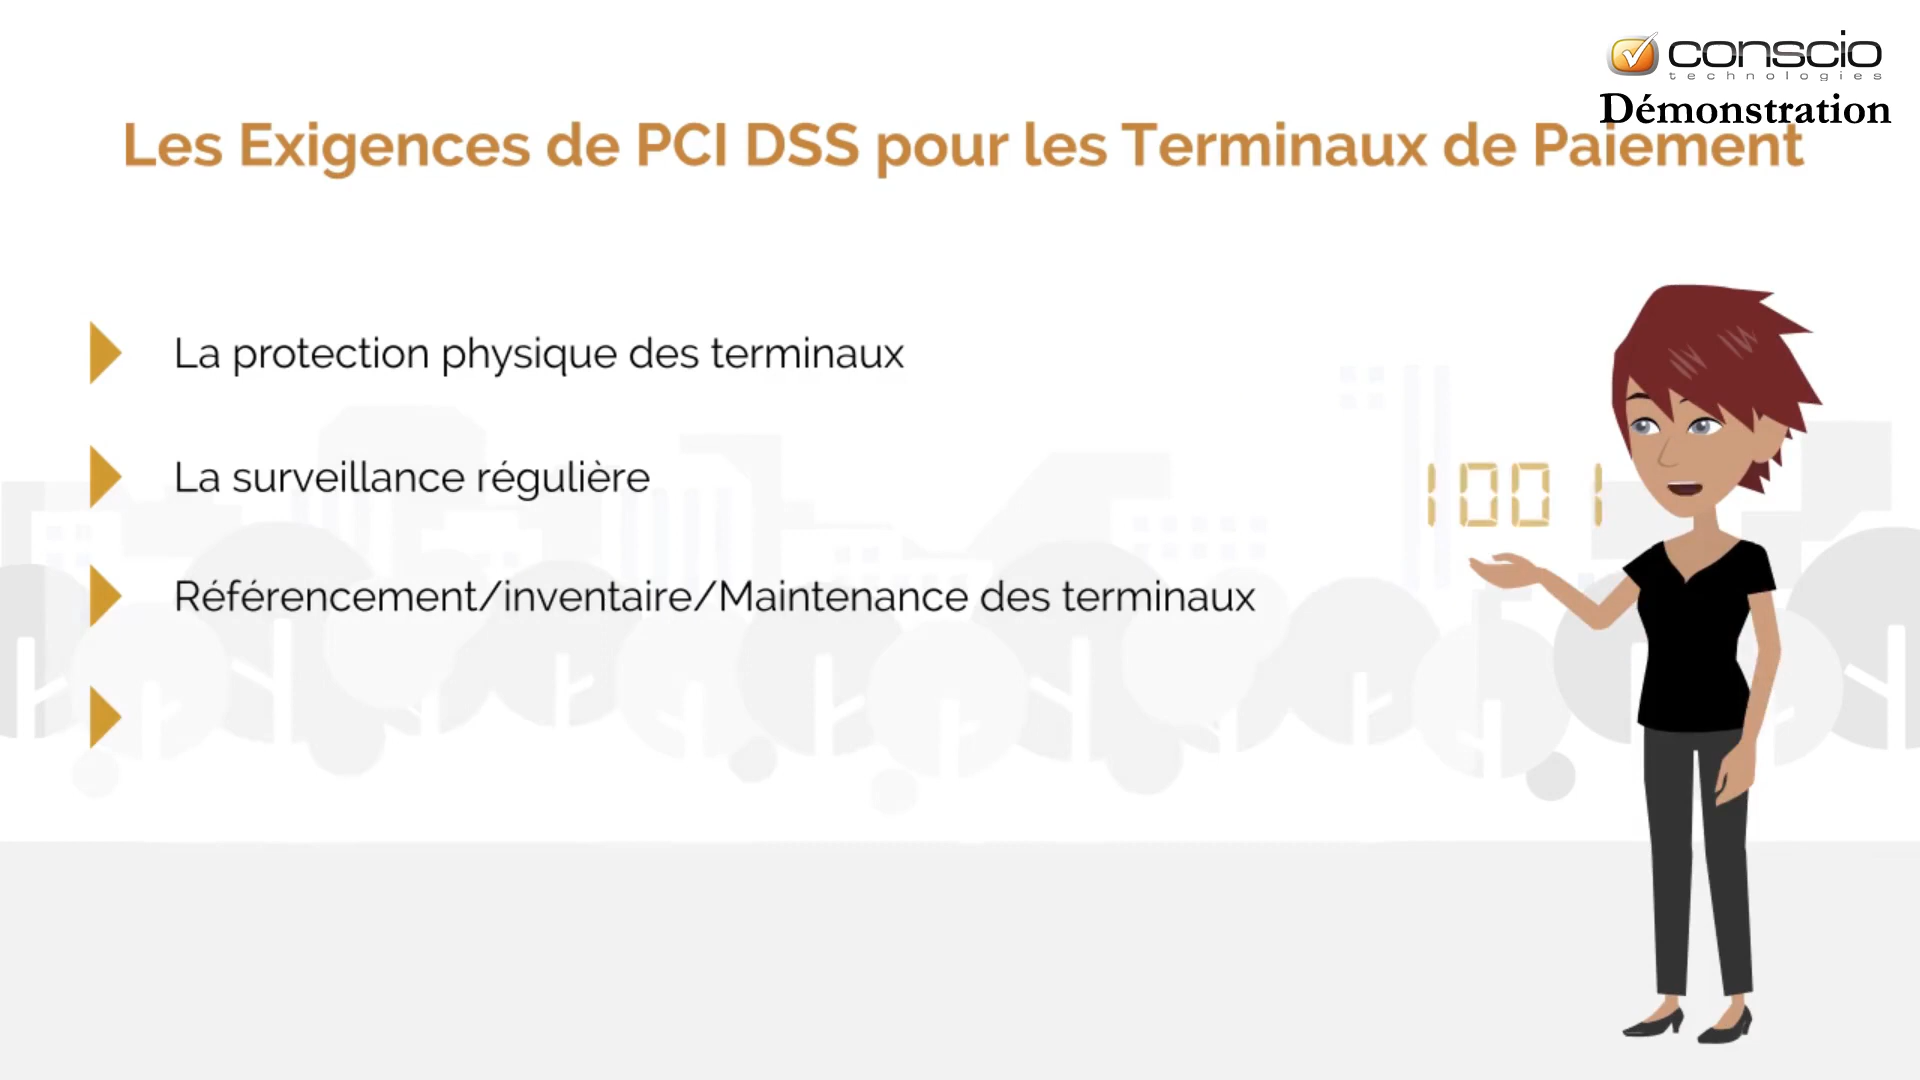 conscio
technologies
Démonstration
Les Exigences de PCI DSS pour les Terminaux de Paiement
La protection physique des terminaux
La surveillance régulière
1001
Référencement/inventaire/Maintenance des terminaux